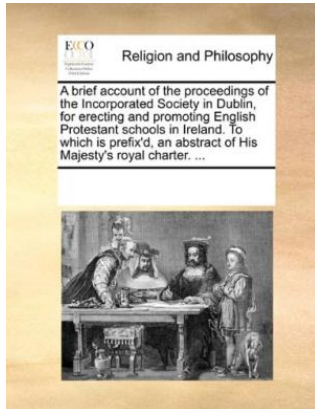 ECCO
Religion and Philosophy
A brief account of the proceedings of
the Incorporated Society in Dublin,
for erecting and promoting English
Protestant schools in Ireland. To
which is prefix'd, an abstract of His
Majesty's royal charter. ...